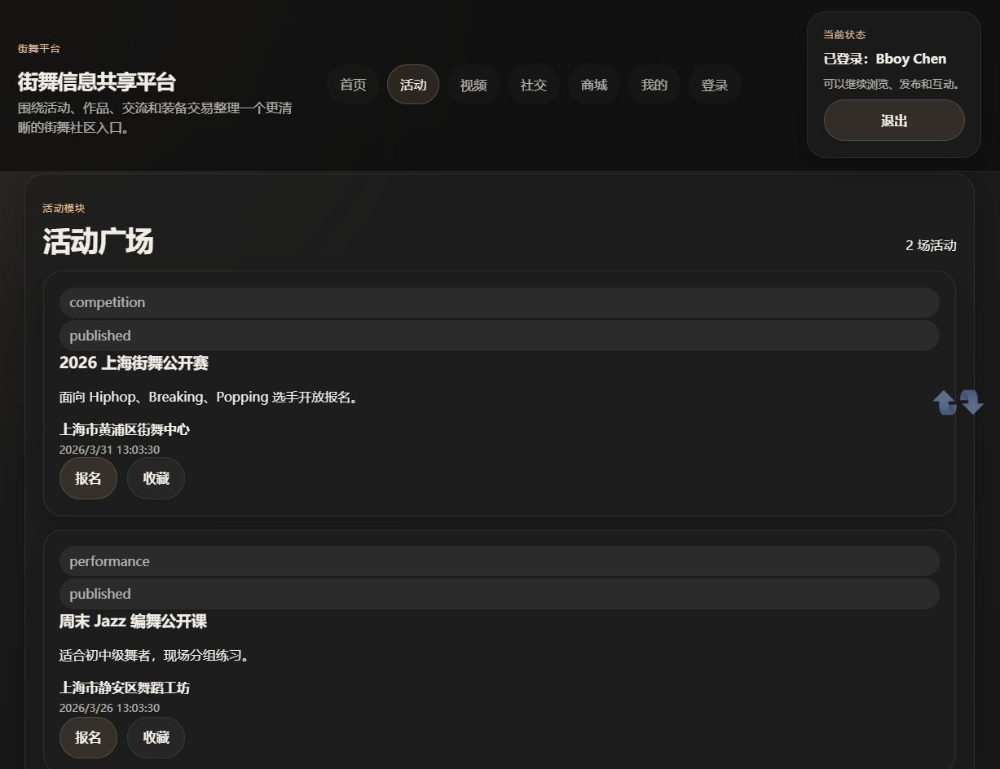 街舞平台
街舞信息共享平台
围绕活动、作品、交流和装备交易整理一个更清
晰的街舞社区入口。
首页
活动
视频
社交
商城
我的
登录
当前状态
已登录：Bboy Chen
可以继续浏览、发布和互动。
退出
活动模块
活动广场
2 场活动
competition
published
2026 上海街舞公开赛
面向 Hiphop、Breaking、Popping 选手开放报名。
上海市黄浦区街舞中心
2026/3/31 13:03:30
报名
收藏
performance
published
周末 Jazz 编舞公开课
适合初中级舞者，现场分组练习。
上海市静安区舞蹈工坊
2026/3/26 13:03:30
报名
收藏